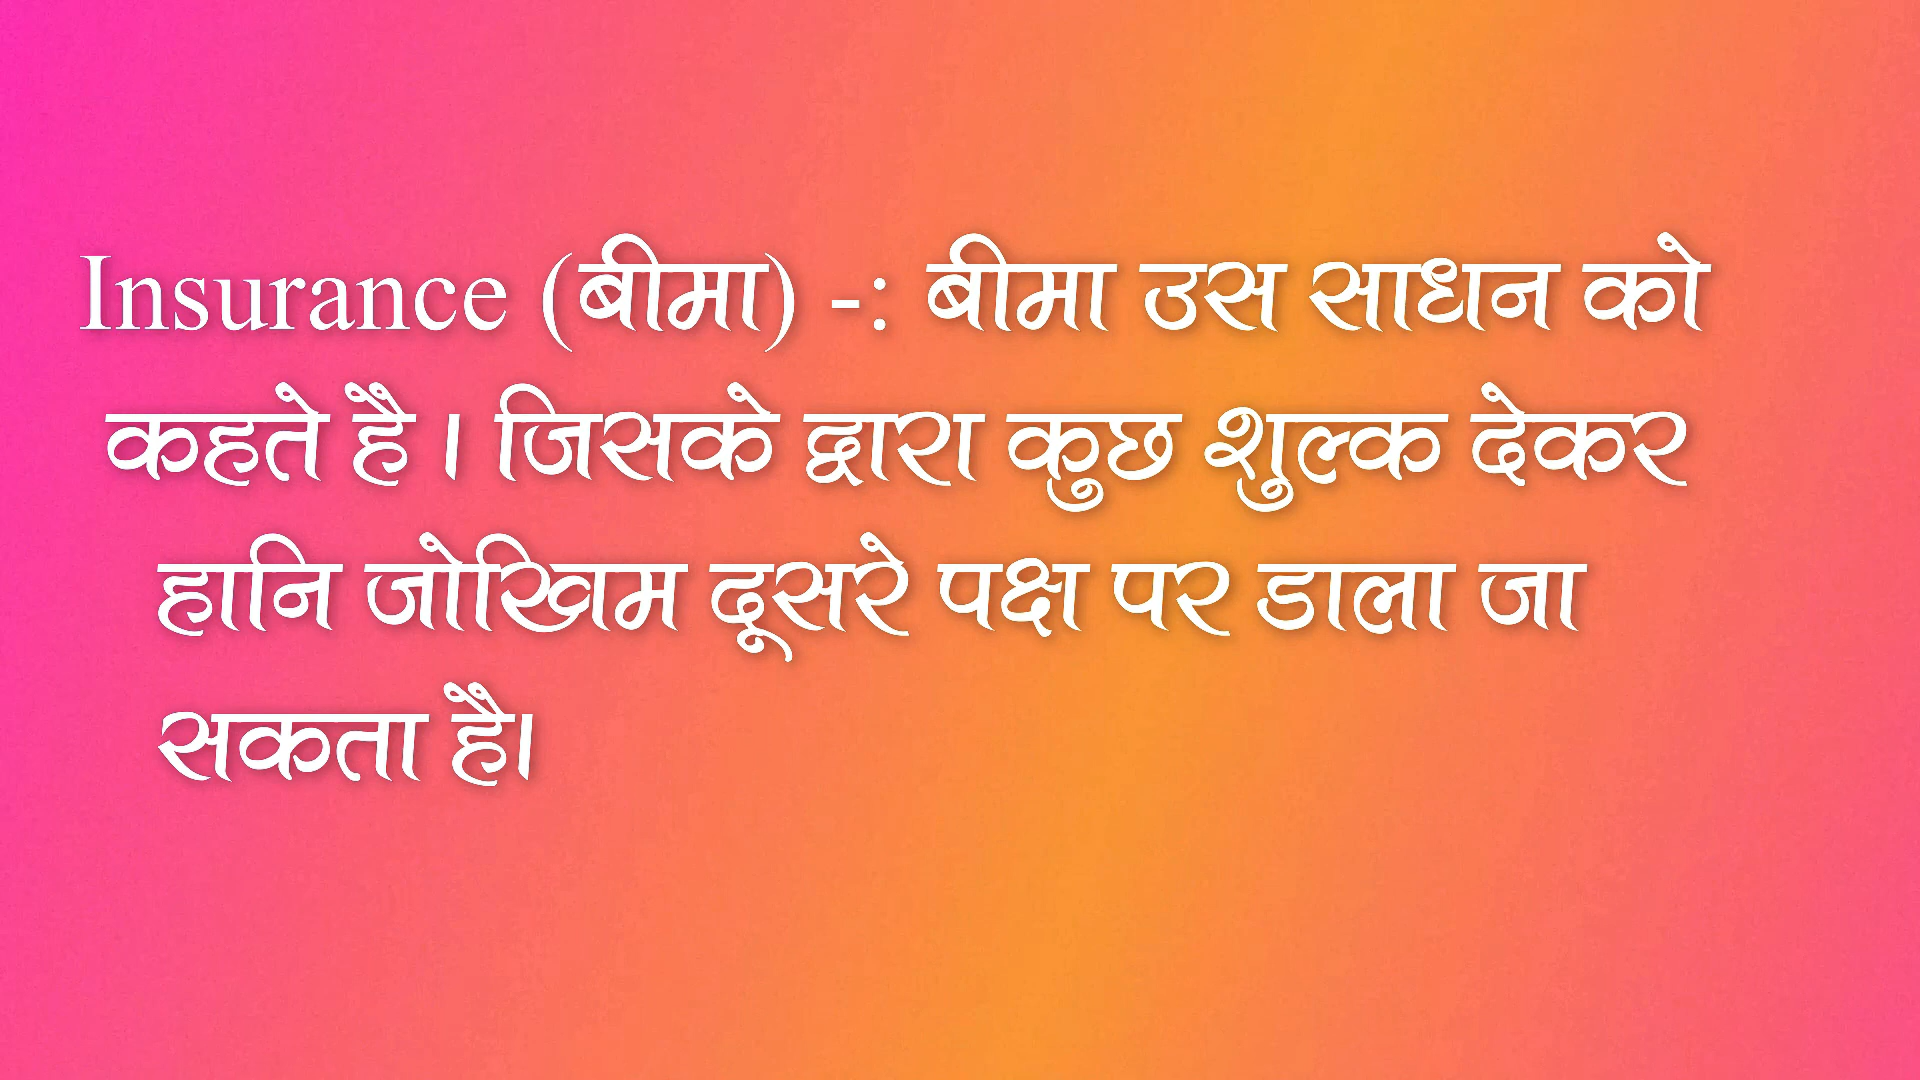 Insurance (बीमा) -: बीमा उस साधन को
कहते है । जिसके द्वारा कुछ शुल्क देकर
हानि जोखिम दूसरे पक्ष पर डाला जा
सकता है।